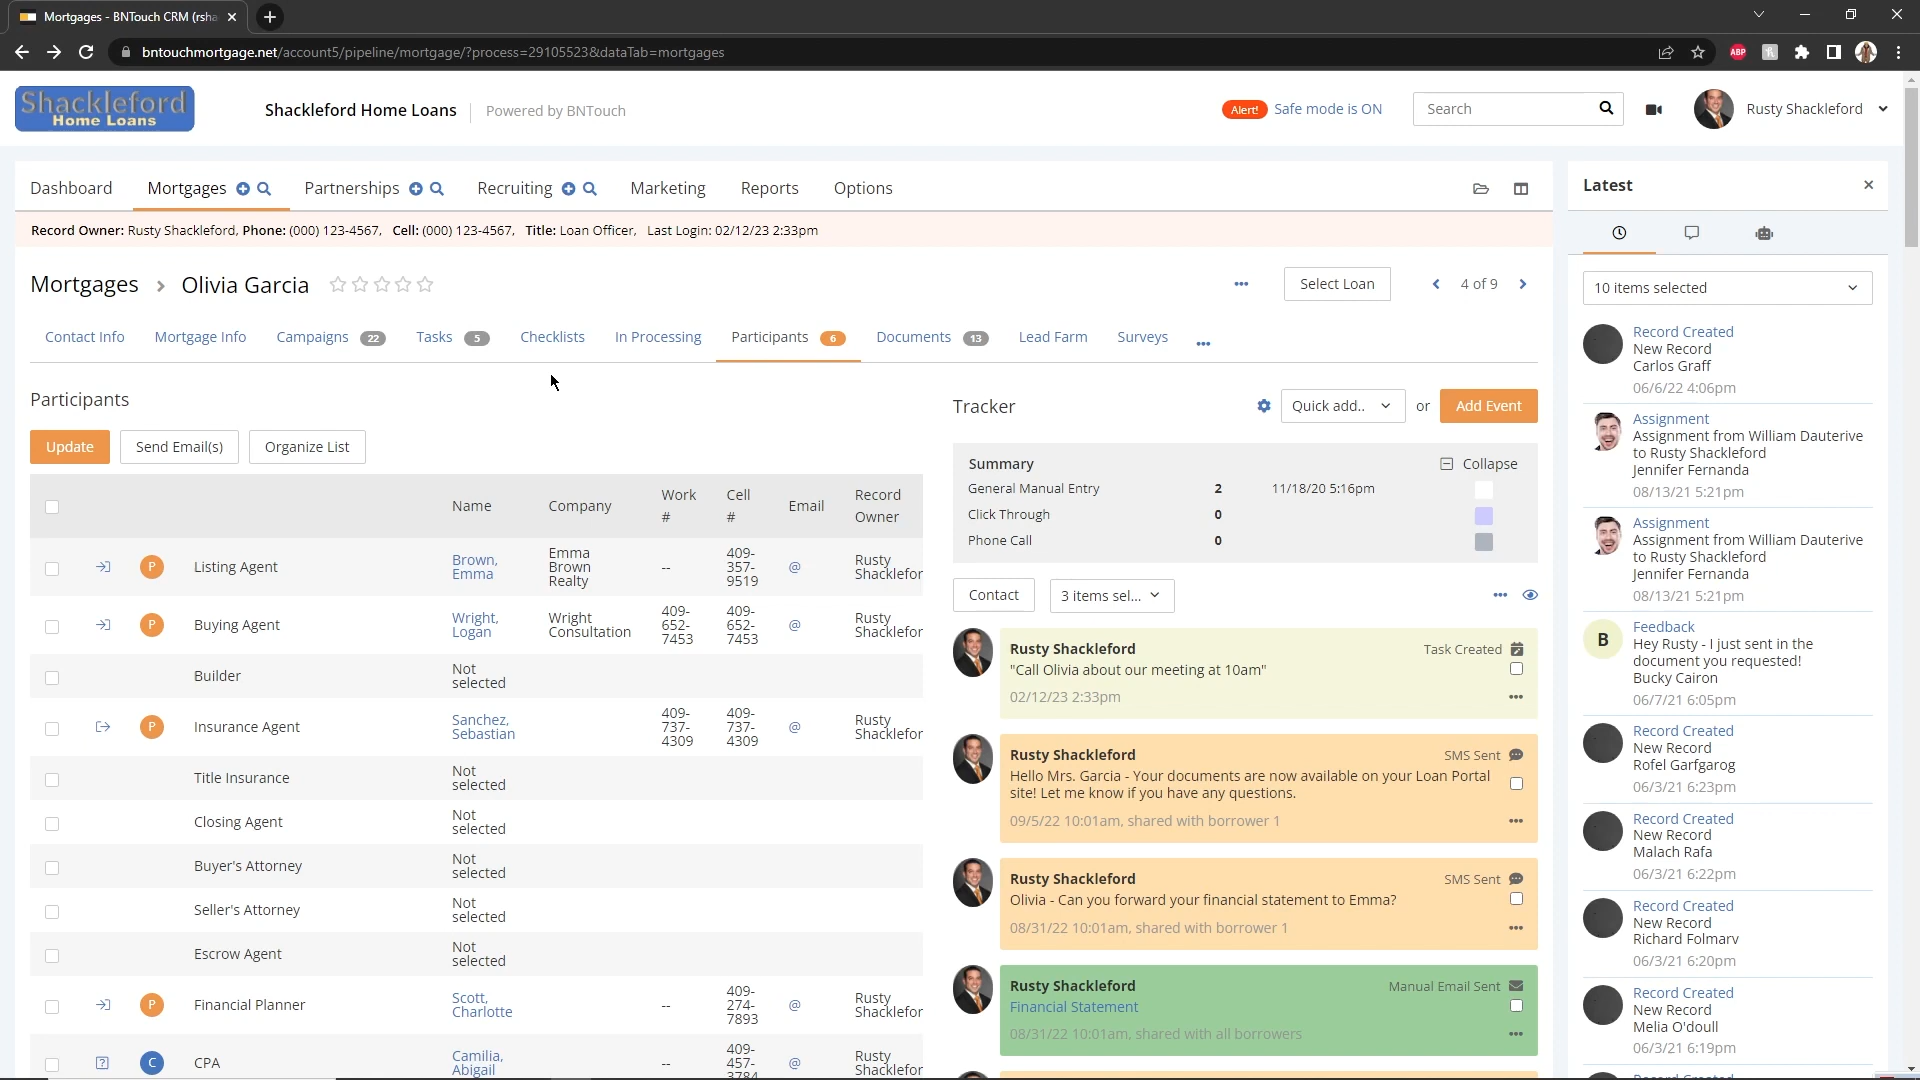 Mortgages - BNTouch CRM (rsha
bntouchmortgage.net/account5/pipeline/mortgage/?process=29105523&dataTab=mortgages
ABP
Shackleford
Home Loans
Shackleford Home Loans
Powered by BNTouch
Alert!
Safe mode is ON
Search
Rusty Shackleford
Dashboard
Mortgages
Partnerships
Recruiting
Marketing
Reports
Options
Record Owner: Rusty Shackleford, Phone: (000) 123-4567, Cell: (000) 123-4567, Title: Loan Officer, Last Login: 02/12/23 2:33pm
Mortgages > Olivia Garcia
Select Loan
4 of 9
Contact Info
Mortgage Info
Campaigns 22
Tasks 5
Checklists
In Processing
Participants 6
Documents 13
Lead Farm
Surveys
Participants
Update
Send Email(s)
Organize List
Name
Company
Work
#
Cell
#
Email
Record
Owner
P
Listing Agent
Brown,
Emma
Emma
Brown
Realty
--
409-
357-
9519
@
Rusty
Shacklefor
P
Buying Agent
Wright,
Logan
Wright
Consultation
409-
652-
7453
409-
652-
7453
@
Rusty
Shacklefor
Builder
Not
selected
P
Insurance Agent
Sanchez,
Sebastian
409-
737-
4309
409-
737-
4309
@
Rusty
Shacklefor
Title Insurance
Not
selected
Closing Agent
Not
selected
Buyer's Attorney
Not
selected
Seller's Attorney
Not
selected
Escrow Agent
Not
selected
P
Financial Planner
Scott,
Charlotte
--
409-
274-
7893
@
Rusty
Shacklefor
?
C
CPA
Camilia,
Abigail
--
409-
457-
3784
@
Rusty
Shacklefor
Tracker
Quick add..
or
Add Event
Summary
Collapse
General Manual Entry 2 11/18/20 5:16pm
Click Through 0
Phone Call 0
Contact
3 items sel...
Rusty Shackleford
Task Created
"Call Olivia about our meeting at 10am"
02/12/23 2:33pm
Rusty Shackleford
SMS Sent
Hello Mrs. Garcia - Your documents are now available on your Loan Portal
site! Let me know if you have any questions.
09/5/22 10:01am, shared with borrower 1
Rusty Shackleford
SMS Sent
Olivia - Can you forward your financial statement to Emma?
08/31/22 10:01am, shared with borrower 1
Rusty Shackleford
Manual Email Sent
Financial Statement
08/31/22 10:01am, shared with all borrowers
Latest
10 items selected
Record Created
New Record
Carlos Graff
06/6/22 4:06pm
Assignment
Assignment from William Dauterive
to Rusty Shackleford
Jennifer Fernanda
08/13/21 5:21pm
Assignment
Assignment from William Dauterive
to Rusty Shackleford
Jennifer Fernanda
08/13/21 5:21pm
B
Feedback
Hey Rusty - I just sent in the
document you requested!
Bucky Cairon
06/7/21 6:05pm
Record Created
New Record
Rofel Garfgarog
06/3/21 6:23pm
Record Created
New Record
Malach Rafa
06/3/21 6:22pm
Record Created
New Record
Richard Folmarv
06/3/21 6:20pm
Record Created
New Record
Melia O'doull
06/3/21 6:19pm
Record Created